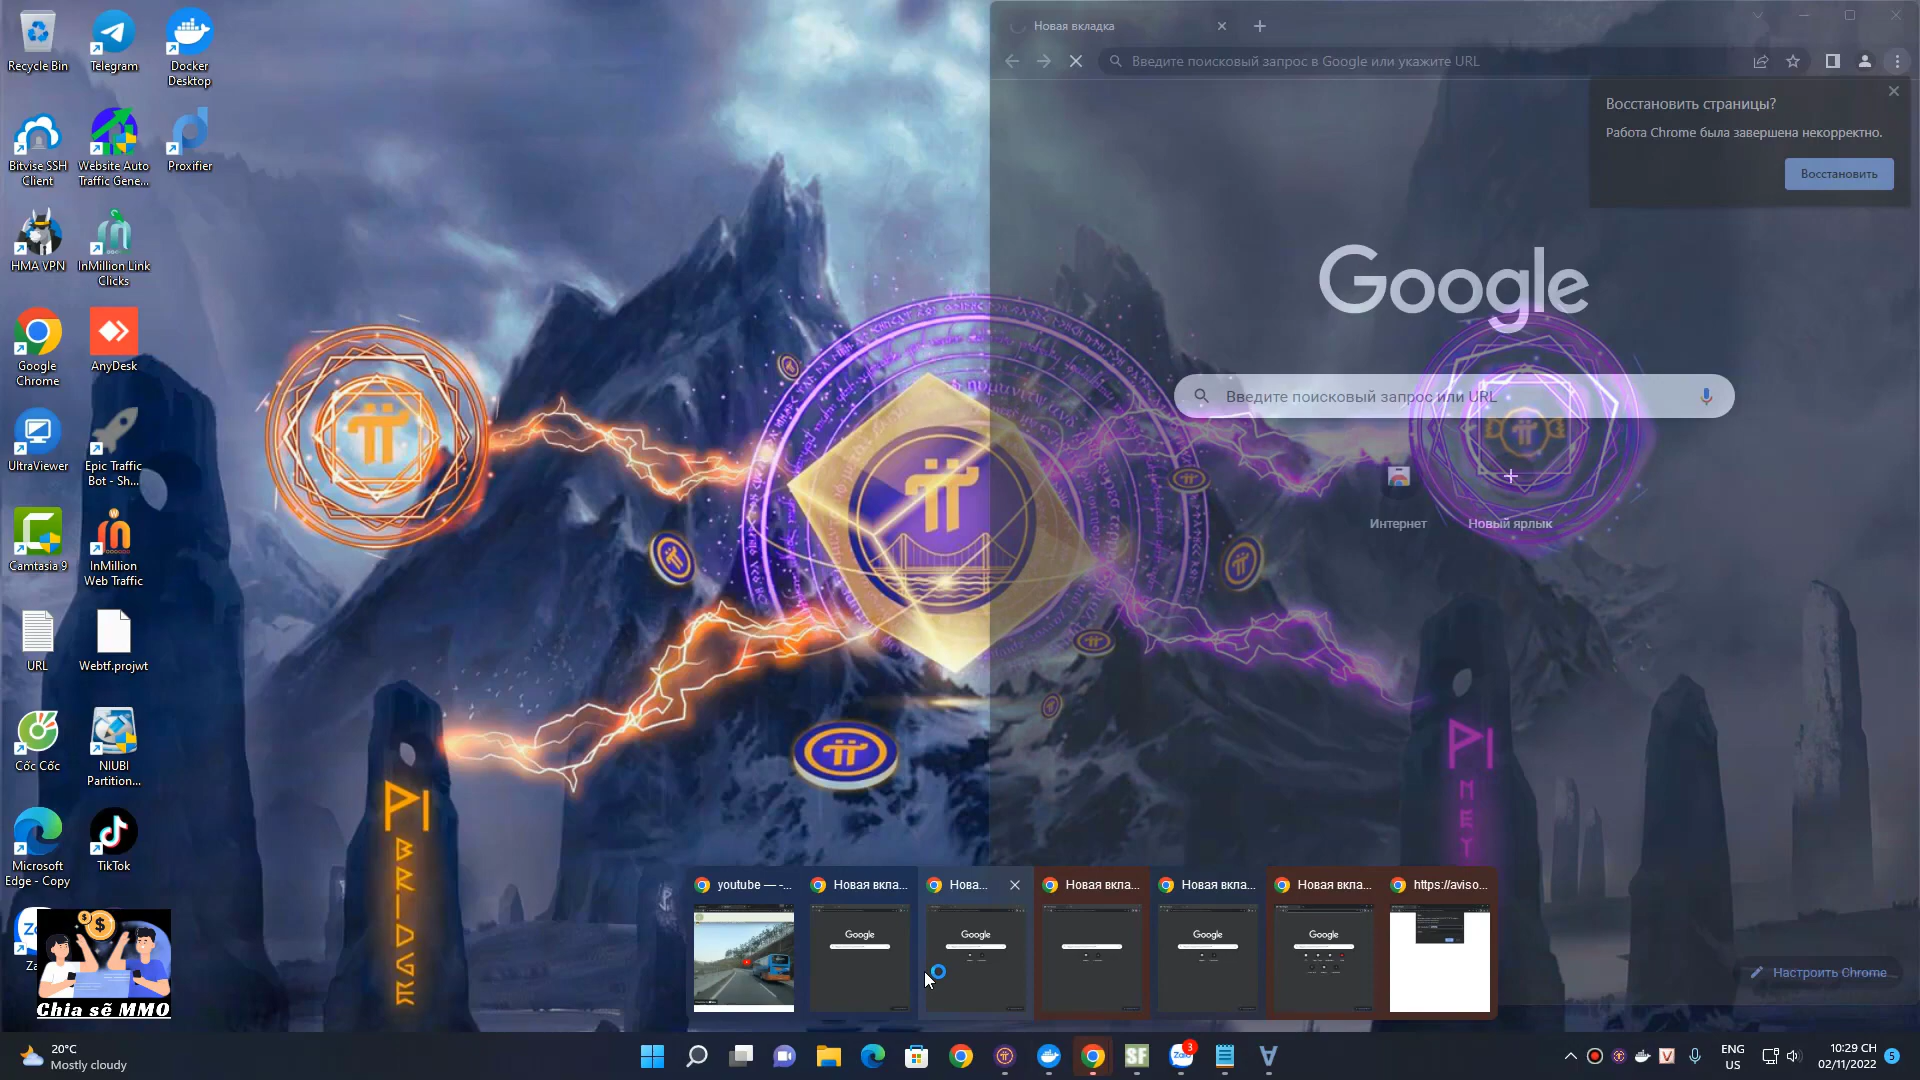 Recycle Bin
Telegram
Docker
Desktop
Bitvise SSH
Client
Website Auto
Traffic Gene...
Proxifier
HMA VPN
InMillion Link
Clicks
Google
Chrome
AnyDesk
UltraViewer
Epic Traffic
Bot - Sh...
Camtasia 9
InMillion
Web Traffic
URL
Webtf.projwt
Cốc Cốc
NIUBI
Partition...
Microsoft
Edge - Copy
TikTok
Za
Chia sẽ MMO
PI
BRIDGE
PI
Новая вкладка
Введите поисковый запрос в Google или укажите URL
Восстановить страницы?
Работа Chrome была завершена некорректно.
Восстановить
Google
Введите поисковый запрос или URL
Интернет
Новый ярлык
Настроить Chrome
youtube — -...
Новая вкла...
Нова...
Новая вкла...
Новая вкла...
Новая вкла...
https://aviso...
Google
Google
Google
Google
20°C
Mostly cloudy
SF
Zalo
3
ENG
US
10:29 CH
02/11/2022
5